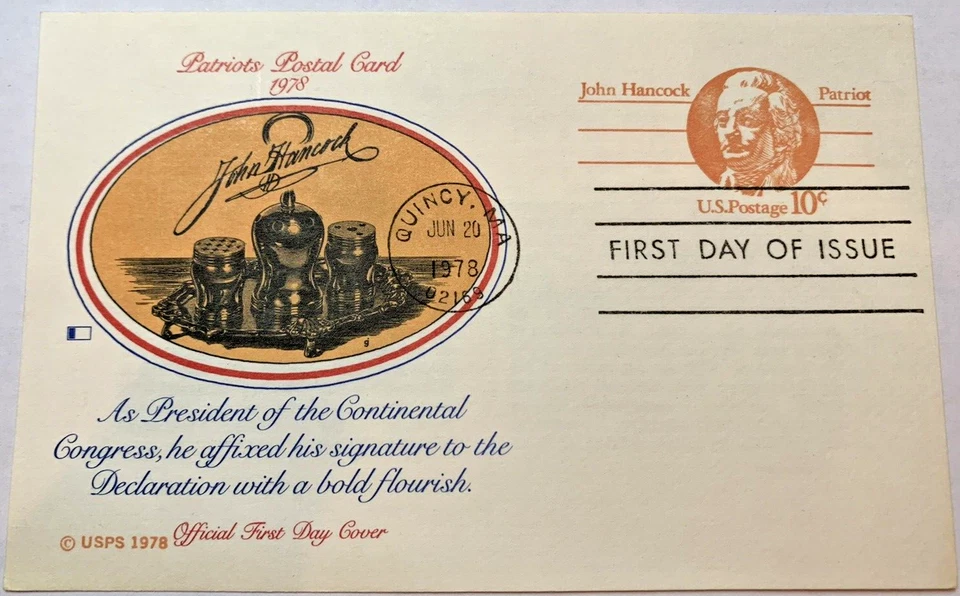 Patriots Postal Card
1978
John Hancock
QUINCY, MA
JUN 20
1978
02169
As President of the Continental
Congress, he affixed his signature to the
Declaration with a bold flourish.
© USPS 1978 Official First Day Cover
John Hancock Patriot
U.S. Postage 10¢
FIRST DAY OF ISSUE